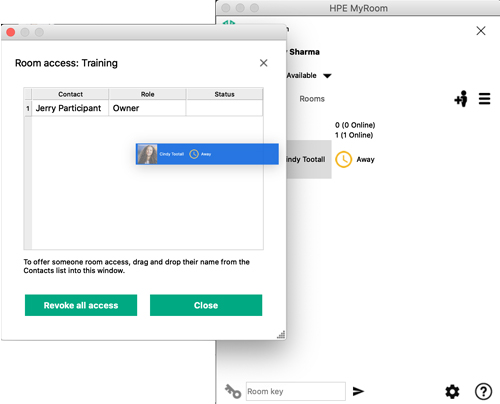 HPE MyRoom
Room access: Training
Contact Role Status
1 Jerry Participant Owner
Cindy Tootall Away
To offer someone room access, drag and drop their name from the
Contacts list into this window.
Revoke all access Close
Sharma
Available
Rooms
0 (0 Online)
1 (1 Online)
indy Tootall Away
Room key
?